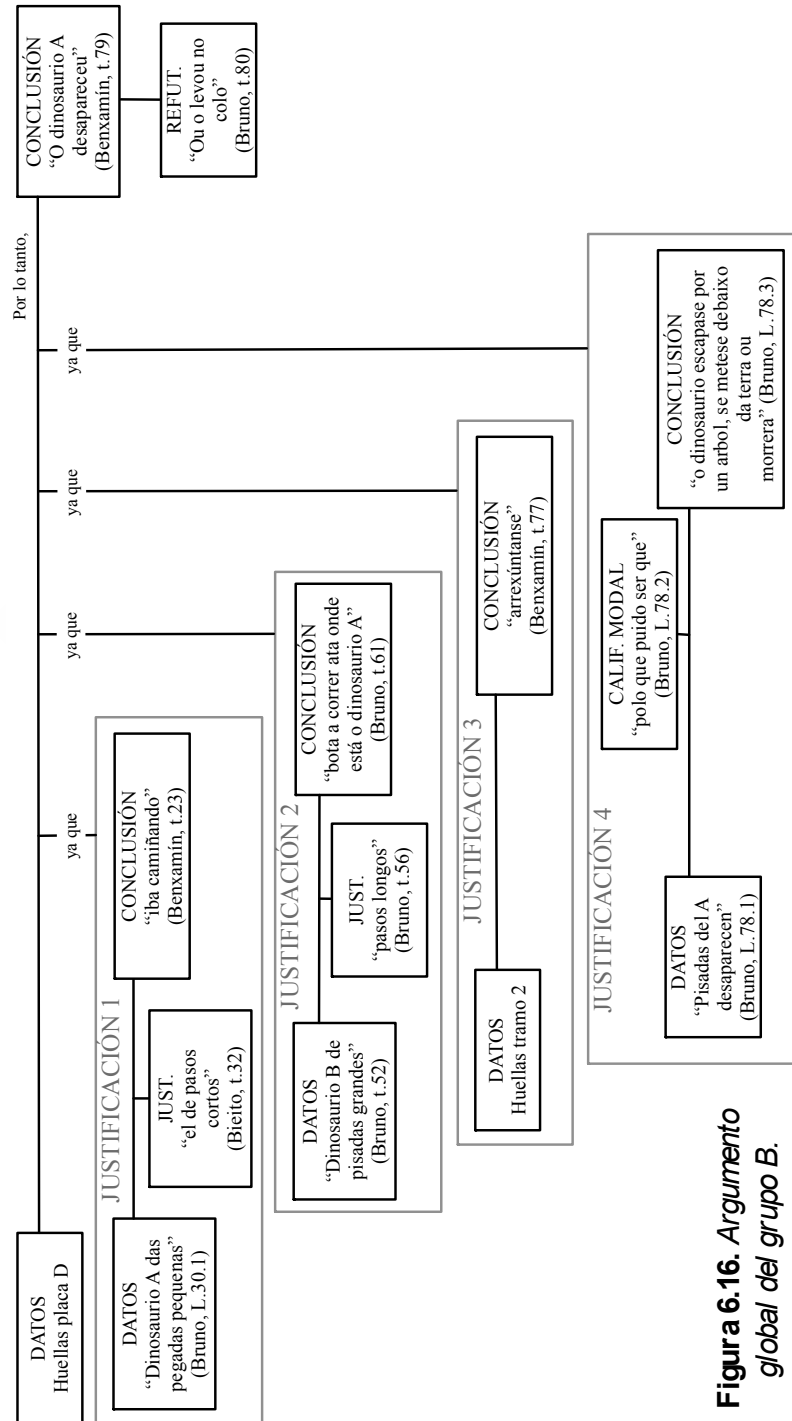 DATOS
Huellas placa D
Por lo tanto,
CONCLUSIÓN
“O dinosaurio A
desapareceu”
(Benxamín, t.79)
REFUT.
“Ou o levou no
colo”
(Bruno, t.80)
ya que
ya que
ya que
ya que
JUSTIFICACIÓN 1
DATOS
“Dinosaurio A das
pegadas pequenas”
(Bruno, L.30.1)
JUST.
“el de pasos
cortos”
(Bieito, t.32)
CONCLUSIÓN
“iba camiñando”
(Benxamín, t.23)
JUSTIFICACIÓN 2
DATOS
“Dinosaurio B de
pisadas grandes”
(Bruno, t.52)
JUST.
“pasos longos”
(Bruno, t.56)
CONCLUSIÓN
“bota a correr ata onde
está o dinosaurio A”
(Bruno, t.61)
JUSTIFICACIÓN 3
DATOS
Huellas tramo 2
CONCLUSIÓN
“arrexúntanse”
(Benxamín, t.77)
JUSTIFICACIÓN 4
DATOS
“Pisadas del A
desaparecen”
(Bruno, L.78.1)
CALIF. MODAL
“polo que puido ser que”
(Bruno, L.78.2)
CONCLUSIÓN
“o dinosaurio escapase por
un arbol, se metese debaixo
da terra ou
morrera” (Bruno, L.78.3)
Figura 6.16. Argumento
global del grupo B.